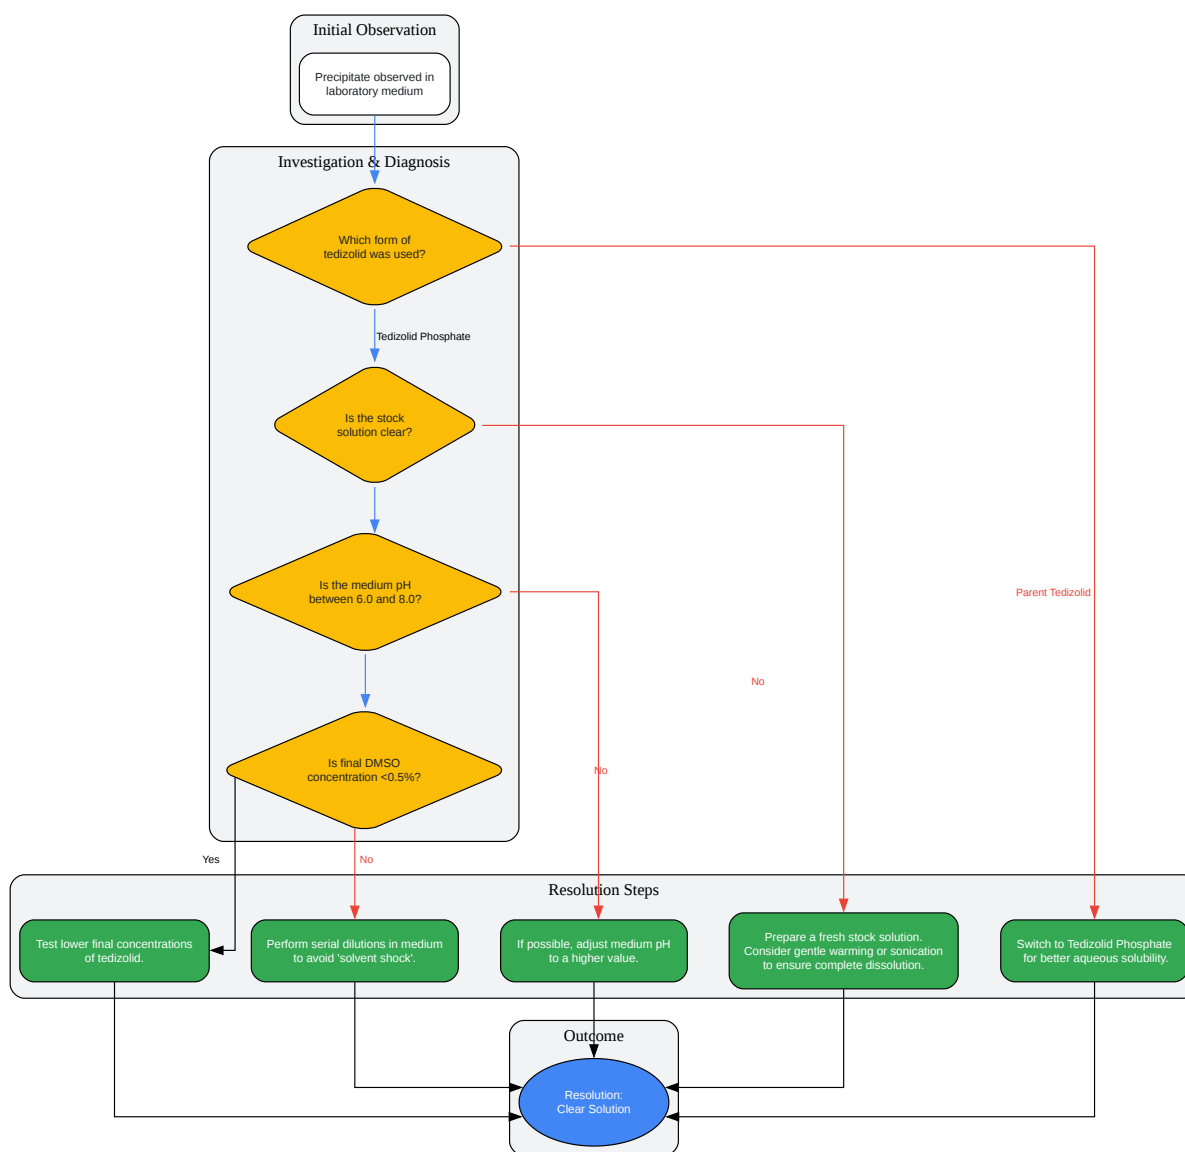 Initial Observation
Precipitate observed in
laboratory medium
Investigation & Diagnosis
Which form of
tedizolid was used?
Tedizolid Phosphate
Is the stock
solution clear?
Is the medium pH
between 6.0 and 8.0?
Parent Tedizolid
No
Is final DMSO
concentration <0.5%?
No
Yes
No
Resolution Steps
Test lower final concentrations
of tedizolid.
Perform serial dilutions in medium
to avoid 'solvent shock'.
If possible, adjust medium pH
to a higher value.
Prepare a fresh stock solution.
Consider gentle warming or sonication
to ensure complete dissolution.
Switch to Tedizolid Phosphate
for better aqueous solubility.
Outcome
Resolution:
Clear Solution